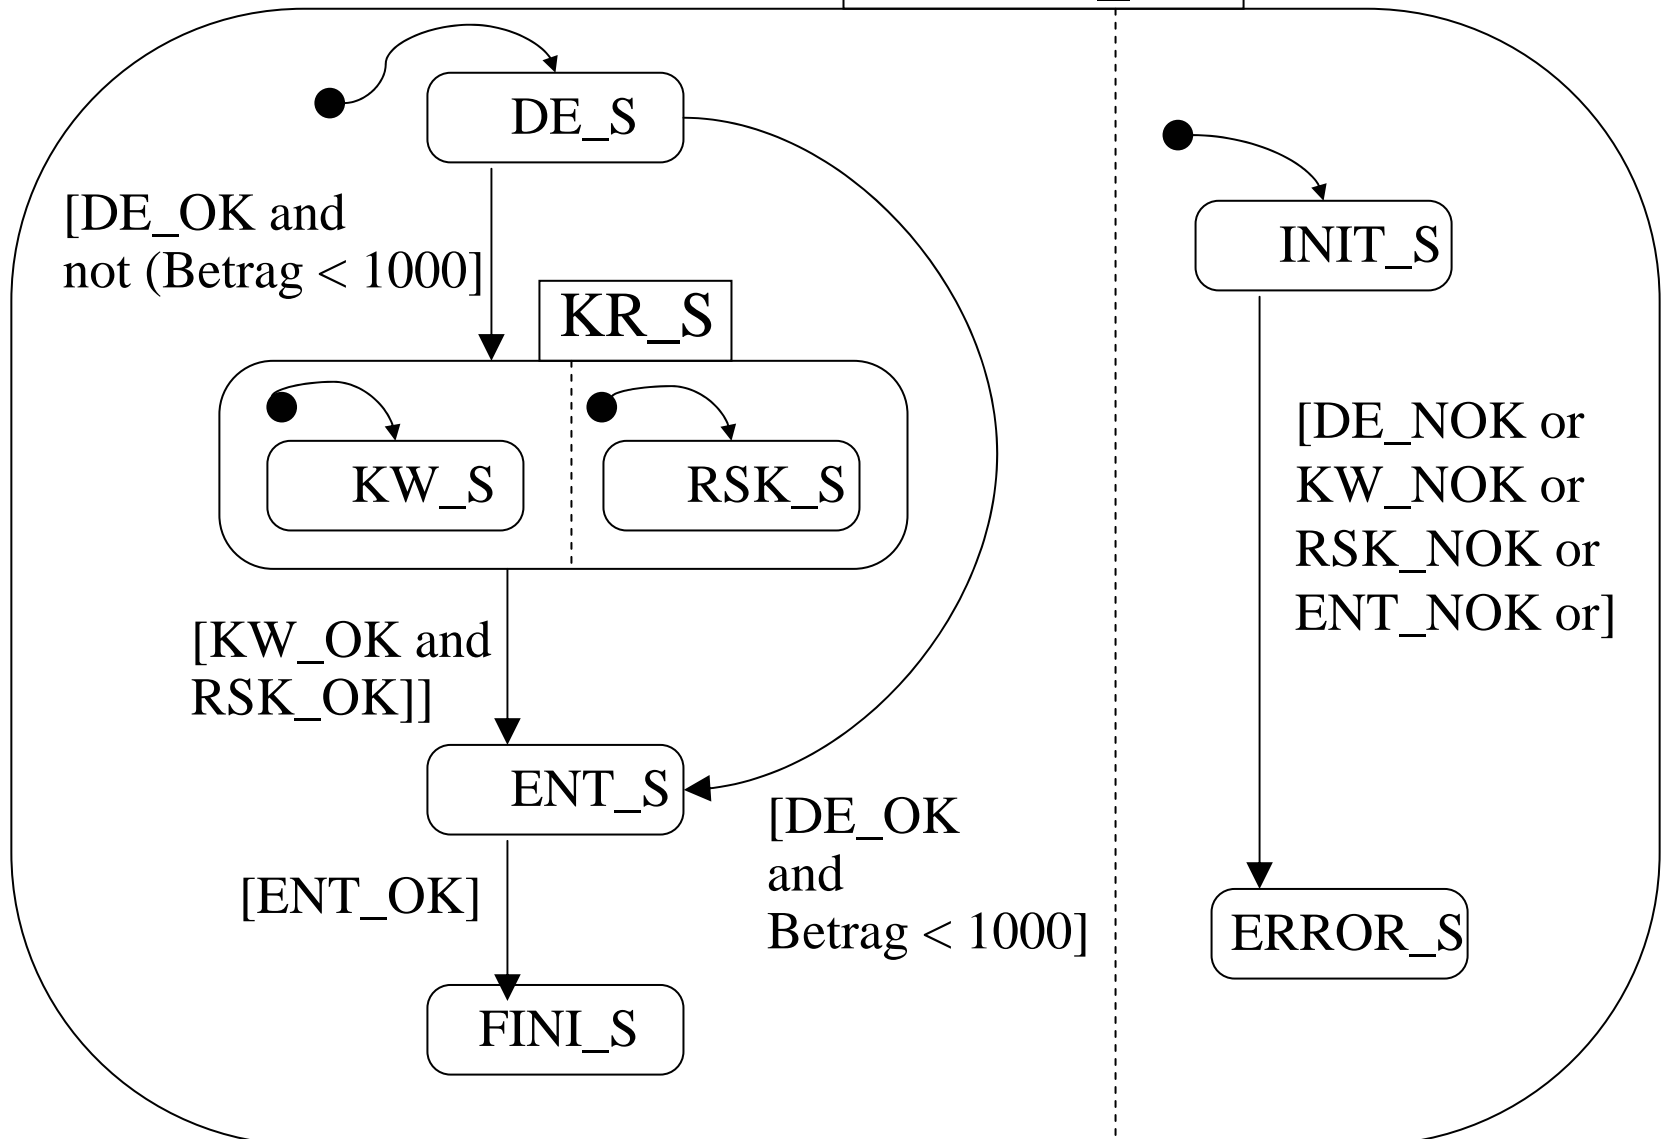 DE_S
[DE_OK and
not (Betrag < 1000]
KR_S
KW_S
RSK_S
[KW_OK and
RSK_OK]]
ENT_S
[DE_OK
and
Betrag < 1000]
[ENT_OK]
FINI_S
INIT_S
[DE_NOK or
KW_NOK or
RSK_NOK or
ENT_NOK or]
ERROR_S